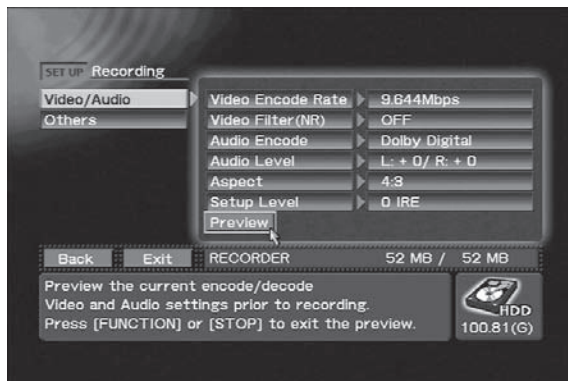 SET UP Recording
Video/Audio
Others
Video Encode Rate 9.644Mbps
Video Filter(NR) OFF
Audio Encode Dolby Digital
Audio Level L: + 0/ R: + 0
Aspect 4:3
Setup Level 0 IRE
Preview
Back Exit RECORDER 52 MB / 52 MB
Preview the current encode/decode
Video and Audio settings prior to recording.
Press [FUNCTION] or [STOP] to exit the preview.
HDD
100.81(G)